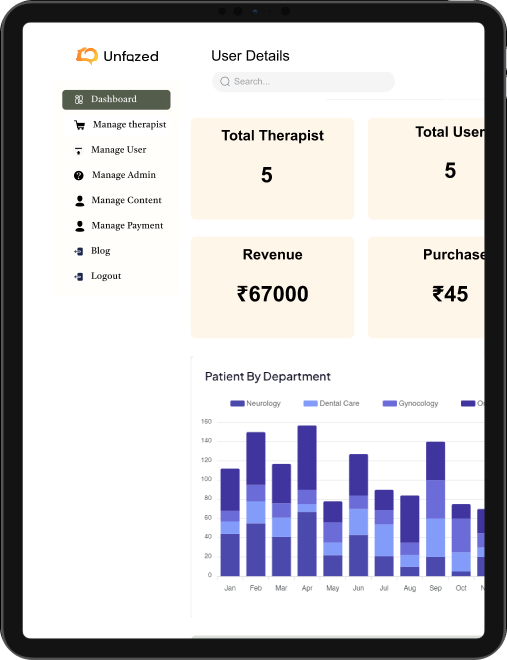 Unfazed
User Details
Search...
Dashboard
Manage therapist
Manage User
Manage Admin
Manage Content
Manage Payment
Blog
Logout
Total Therapist
5
Total User
5
Revenue
₹67000
Purchase
₹45
Patient By Department
Neurology Dental Care Gynocology
160
140
120
100
80
60
40
20
0
Jan Feb Mar Apr May Jun Jul Aug Sep Oct